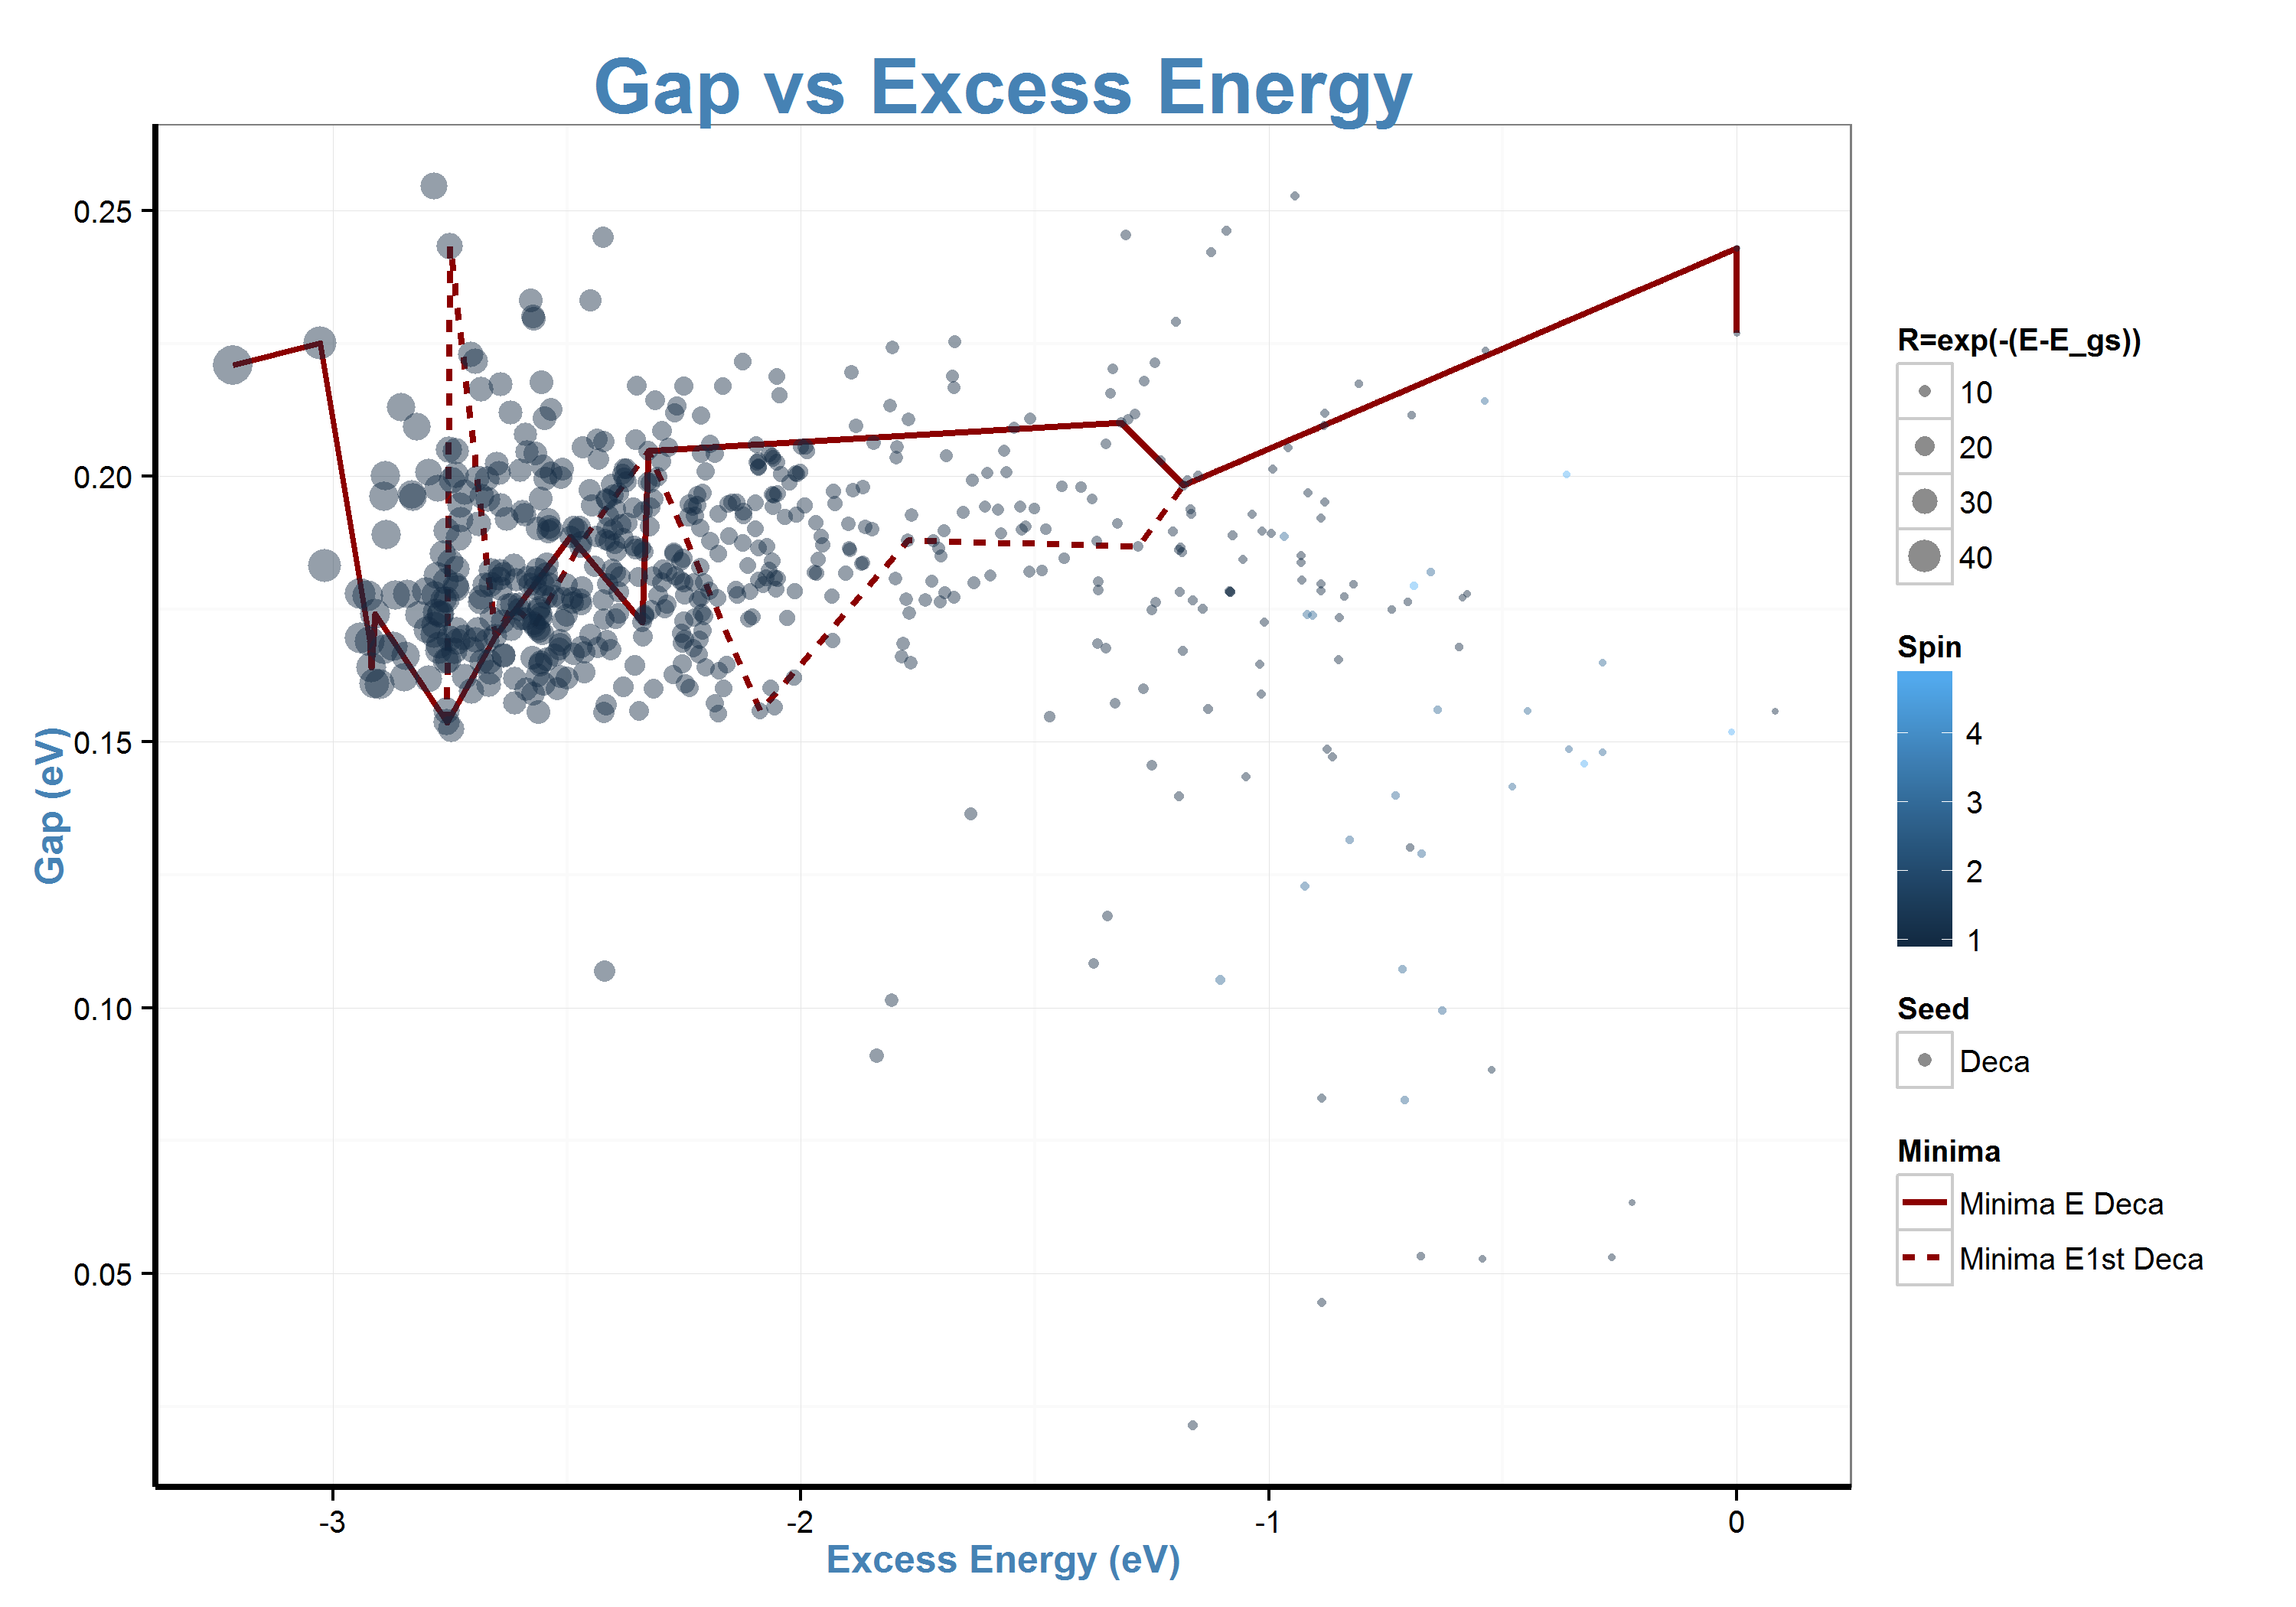 Gap vs Excess Energy
Gap (eV)
0.25
0.20
0.15
0.10
0.05
-3
-2
-1
0
Excess Energy (eV)
R=exp(-(E-E_gs))
10
20
30
40
Spin
4
3
2
1
Seed
Deca
Minima
Minima E Deca
Minima E1st Deca